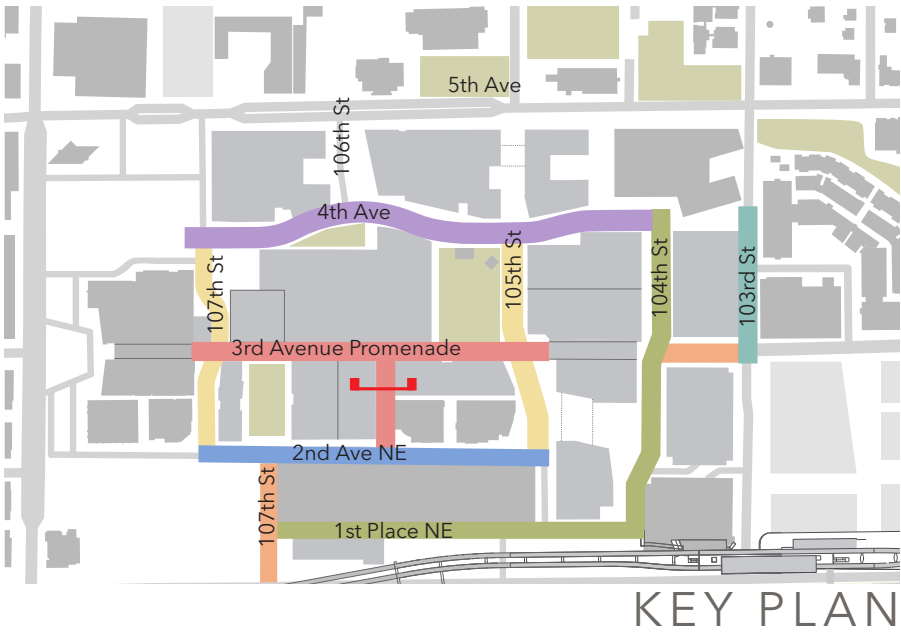 5th Ave
106th St
4th Ave
107th St
105th St
104th St
103rd St
3rd Avenue Promenade
2nd Ave NE
107th St
1st Place NE
KEY PLAN